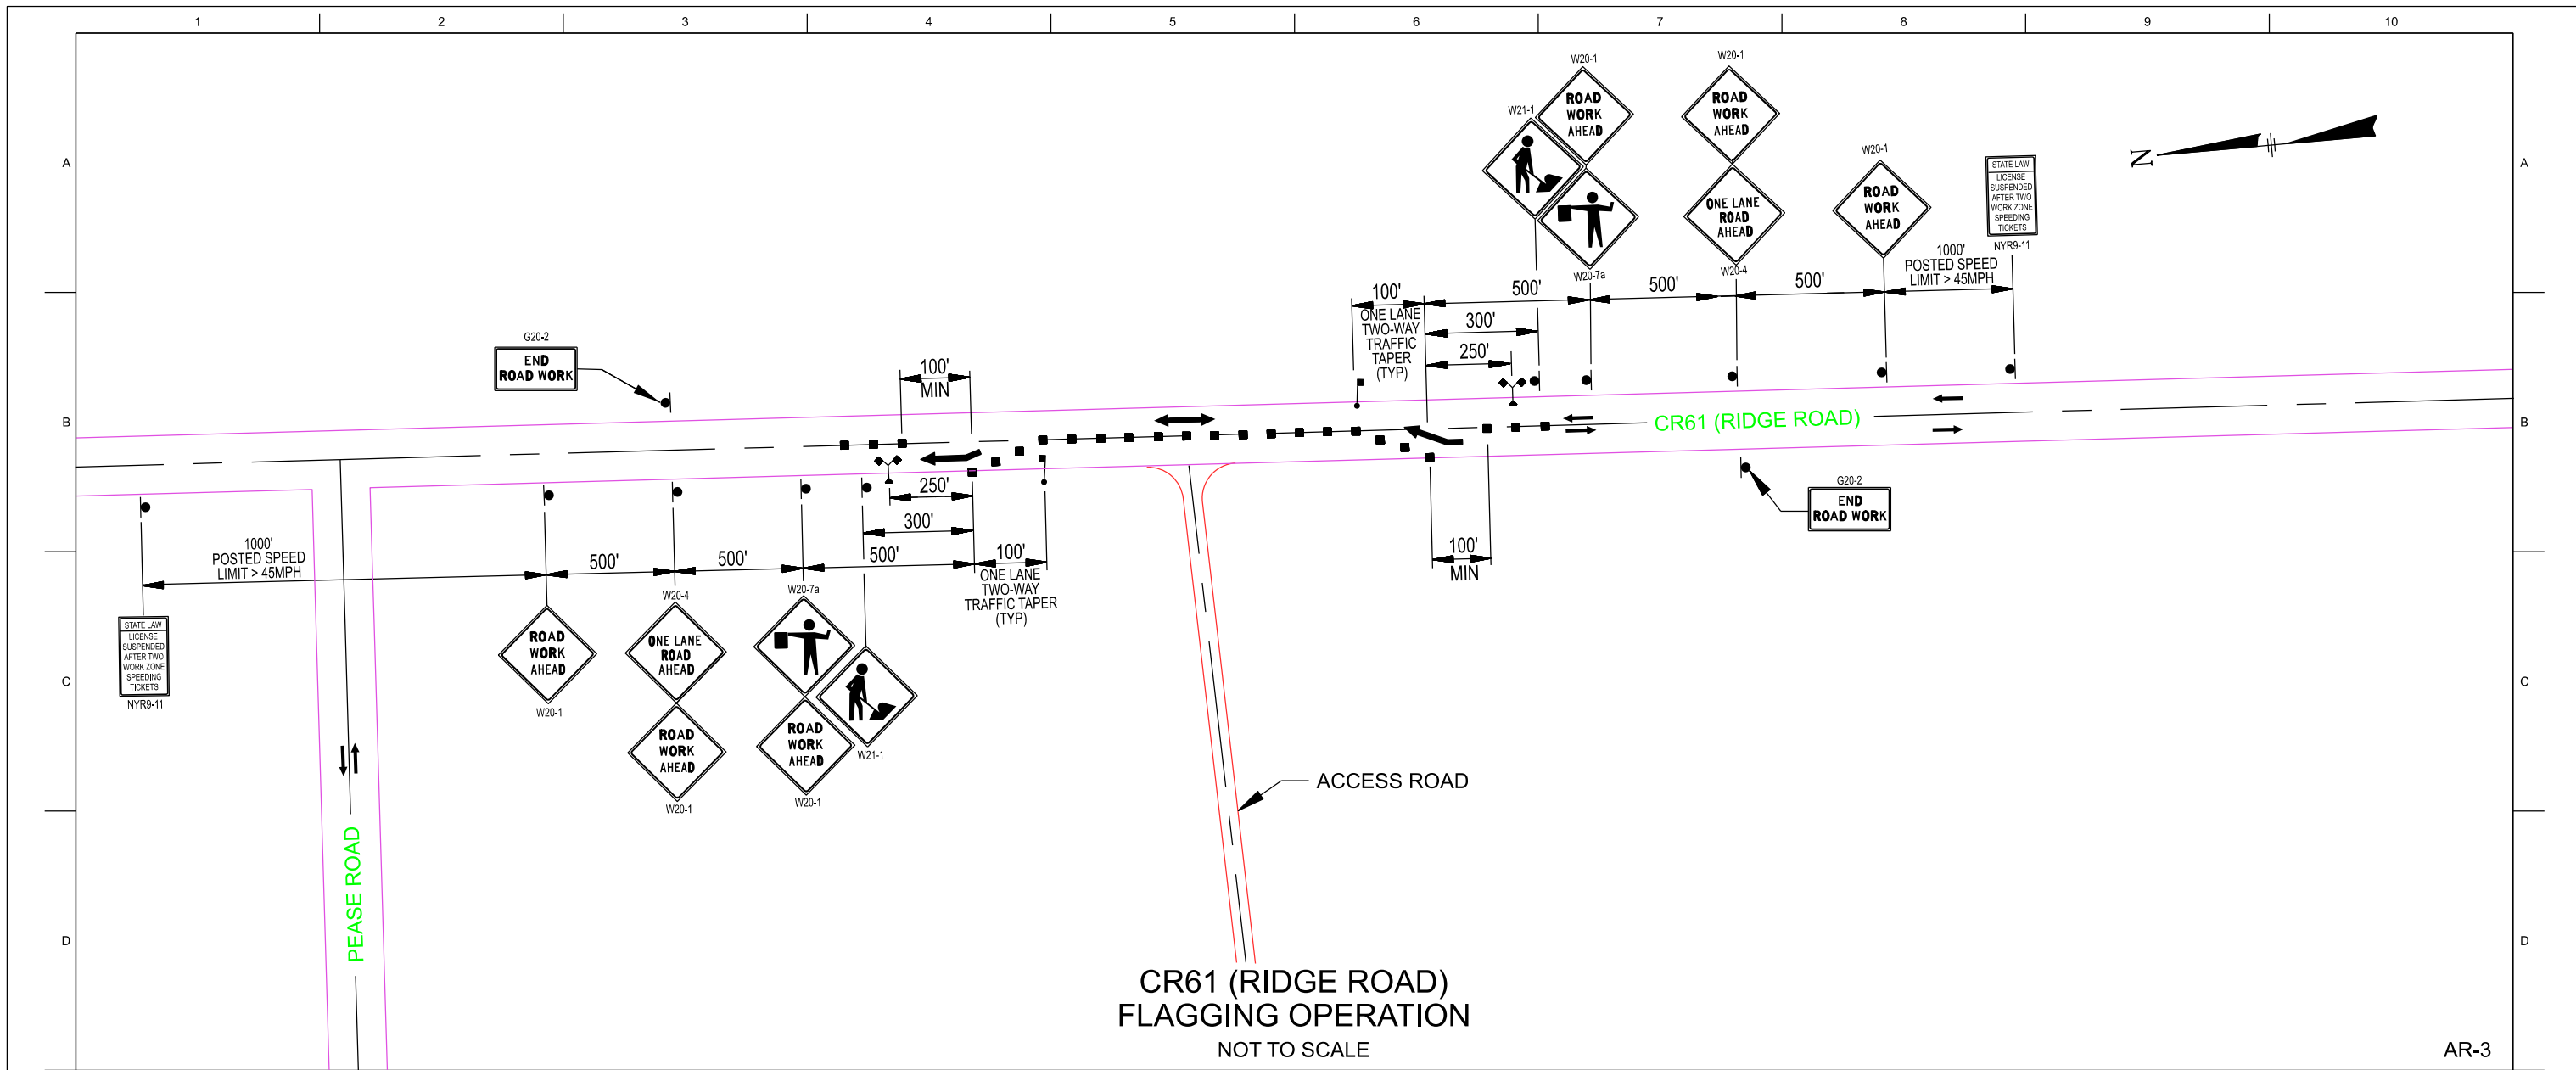 1 2 3 4 5 6 7 8 9 10
A
A
B
B
C
C
D
D
W20-1
ROAD
WORK
AHEAD
W21-1
W20-7a
W20-1
ROAD
WORK
AHEAD
ONE LANE
ROAD
AHEAD
W20-4
W20-1
ROAD
WORK
AHEAD
STATE LAW
LICENSE
SUSPENDED
AFTER TWO
WORK ZONE
SPEEDING
TICKETS
NYR9-11
N
1000'
POSTED SPEED
LIMIT > 45MPH
500'
500'
500'
100'
ONE LANE
TWO-WAY
TRAFFIC
TAPER
(TYP)
300'
250'
G20-2
END
ROAD WORK
100'
MIN
CR61 (RIDGE ROAD)
G20-2
END
ROAD WORK
100'
MIN
250'
300'
500'
500'
500'
100'
ONE LANE
TWO-WAY
TRAFFIC TAPER
(TYP)
1000'
POSTED SPEED
LIMIT > 45MPH
STATE LAW
LICENSE
SUSPENDED
AFTER TWO
WORK ZONE
SPEEDING
TICKETS
NYR9-11
ROAD
WORK
AHEAD
W20-1
W20-4
ONE LANE
ROAD
AHEAD
ROAD
WORK
AHEAD
W20-1
W20-7a
ROAD
WORK
AHEAD
W20-1
W21-1
PEASE ROAD
ACCESS ROAD
CR61 (RIDGE ROAD)
FLAGGING OPERATION
NOT TO SCALE
AR-3